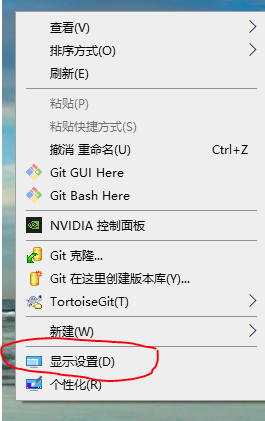 查看(V)
排序方式(O)
刷新(E)
粘贴(P)
粘贴快捷方式(S)
撤消 重命名(U) Ctrl+Z
Git GUI Here
Git Bash Here
NVIDIA 控制面板
Git 克隆...
Git 在这里创建版本库(Y)...
TortoiseGit(T)
新建(W)
显示设置(D)
个性化(R)